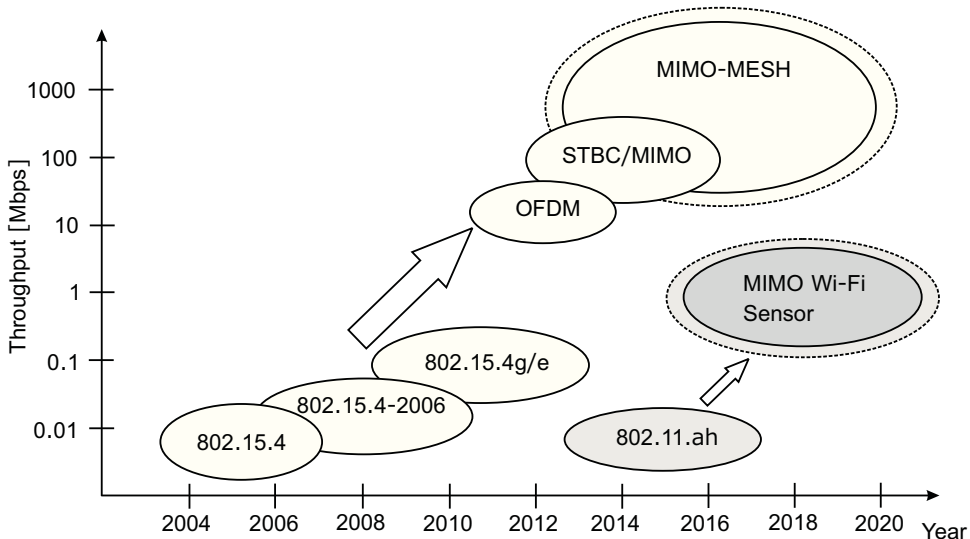 Throughput [Mbps]
1000
100
10
1
0.1
0.01
MIMO-MESH
STBC/MIMO
OFDM
MIMO Wi-Fi
Sensor
802.15.4g/e
802.15.4-2006
802.15.4
802.11.ah
2004
2006
2008
2010
2012
2014
2016
2018
2020
Year